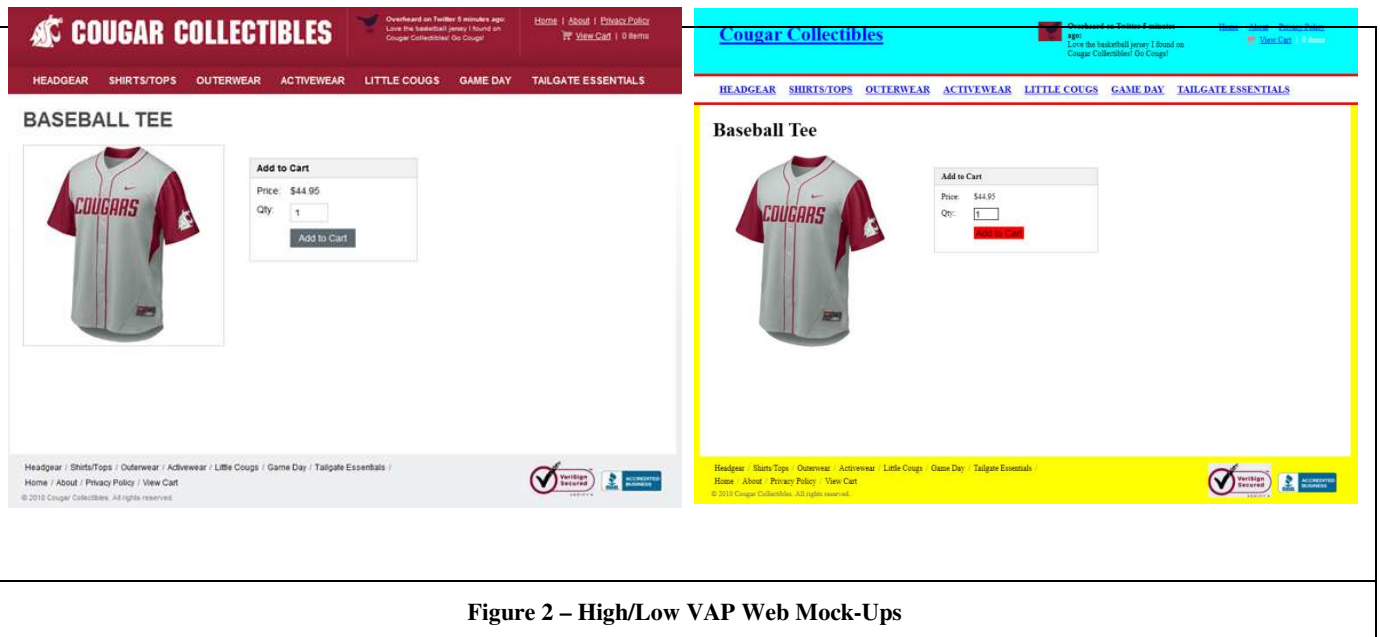 COUGAR COLLECTIBLES
Overheard on Twitter 5 minutes ago:
Love the basketball jersey I found on
Cougar Collectibles! Go Cougs!
Home | About | Privacy Policy
View Cart | 0 items
HEADGEAR SHIRTS/TOPS OUTERWEAR ACTIVEWEAR LITTLE COUGS GAME DAY TAILGATE ESSENTIALS
BASEBALL TEE
COUGARS
Add to Cart
Price: $44.95
Qty: 1
Add to Cart
Headgear / Shirts/Tops / Outerwear / Activewear / Little Cougs / Game Day / Tailgate Essentials /
Home / About / Privacy Policy / View Cart
© 2010 Cougar Collectibles. All rights reserved.
VeriSign
Secured
VERIFY
BBB
ACCREDITED
BUSINESS
Cougar Collectibles
Overheard on Twitter 5 minutes
ago:
Love the basketball jersey I found on
Cougar Collectibles! Go Cougs!
Home About Privacy Policy
View Cart | 0 items
HEADGEAR SHIRTS/TOPS OUTERWEAR ACTIVEWEAR LITTLE COUGS GAME DAY TAILGATE ESSENTIALS
Baseball Tee
COUGARS
Add to Cart
Price: $44.95
Qty: 1
Add to Cart
Headgear / Shirts/Tops / Outerwear / Activewear / Little Cougs / Game Day / Tailgate Essentials /
Home / About / Privacy Policy / View Cart
© 2010 Cougar Collectibles. All rights reserved.
VeriSign
Secured
VERIFY
BBB
ACCREDITED
BUSINESS
Figure 2 – High/Low VAP Web Mock-Ups